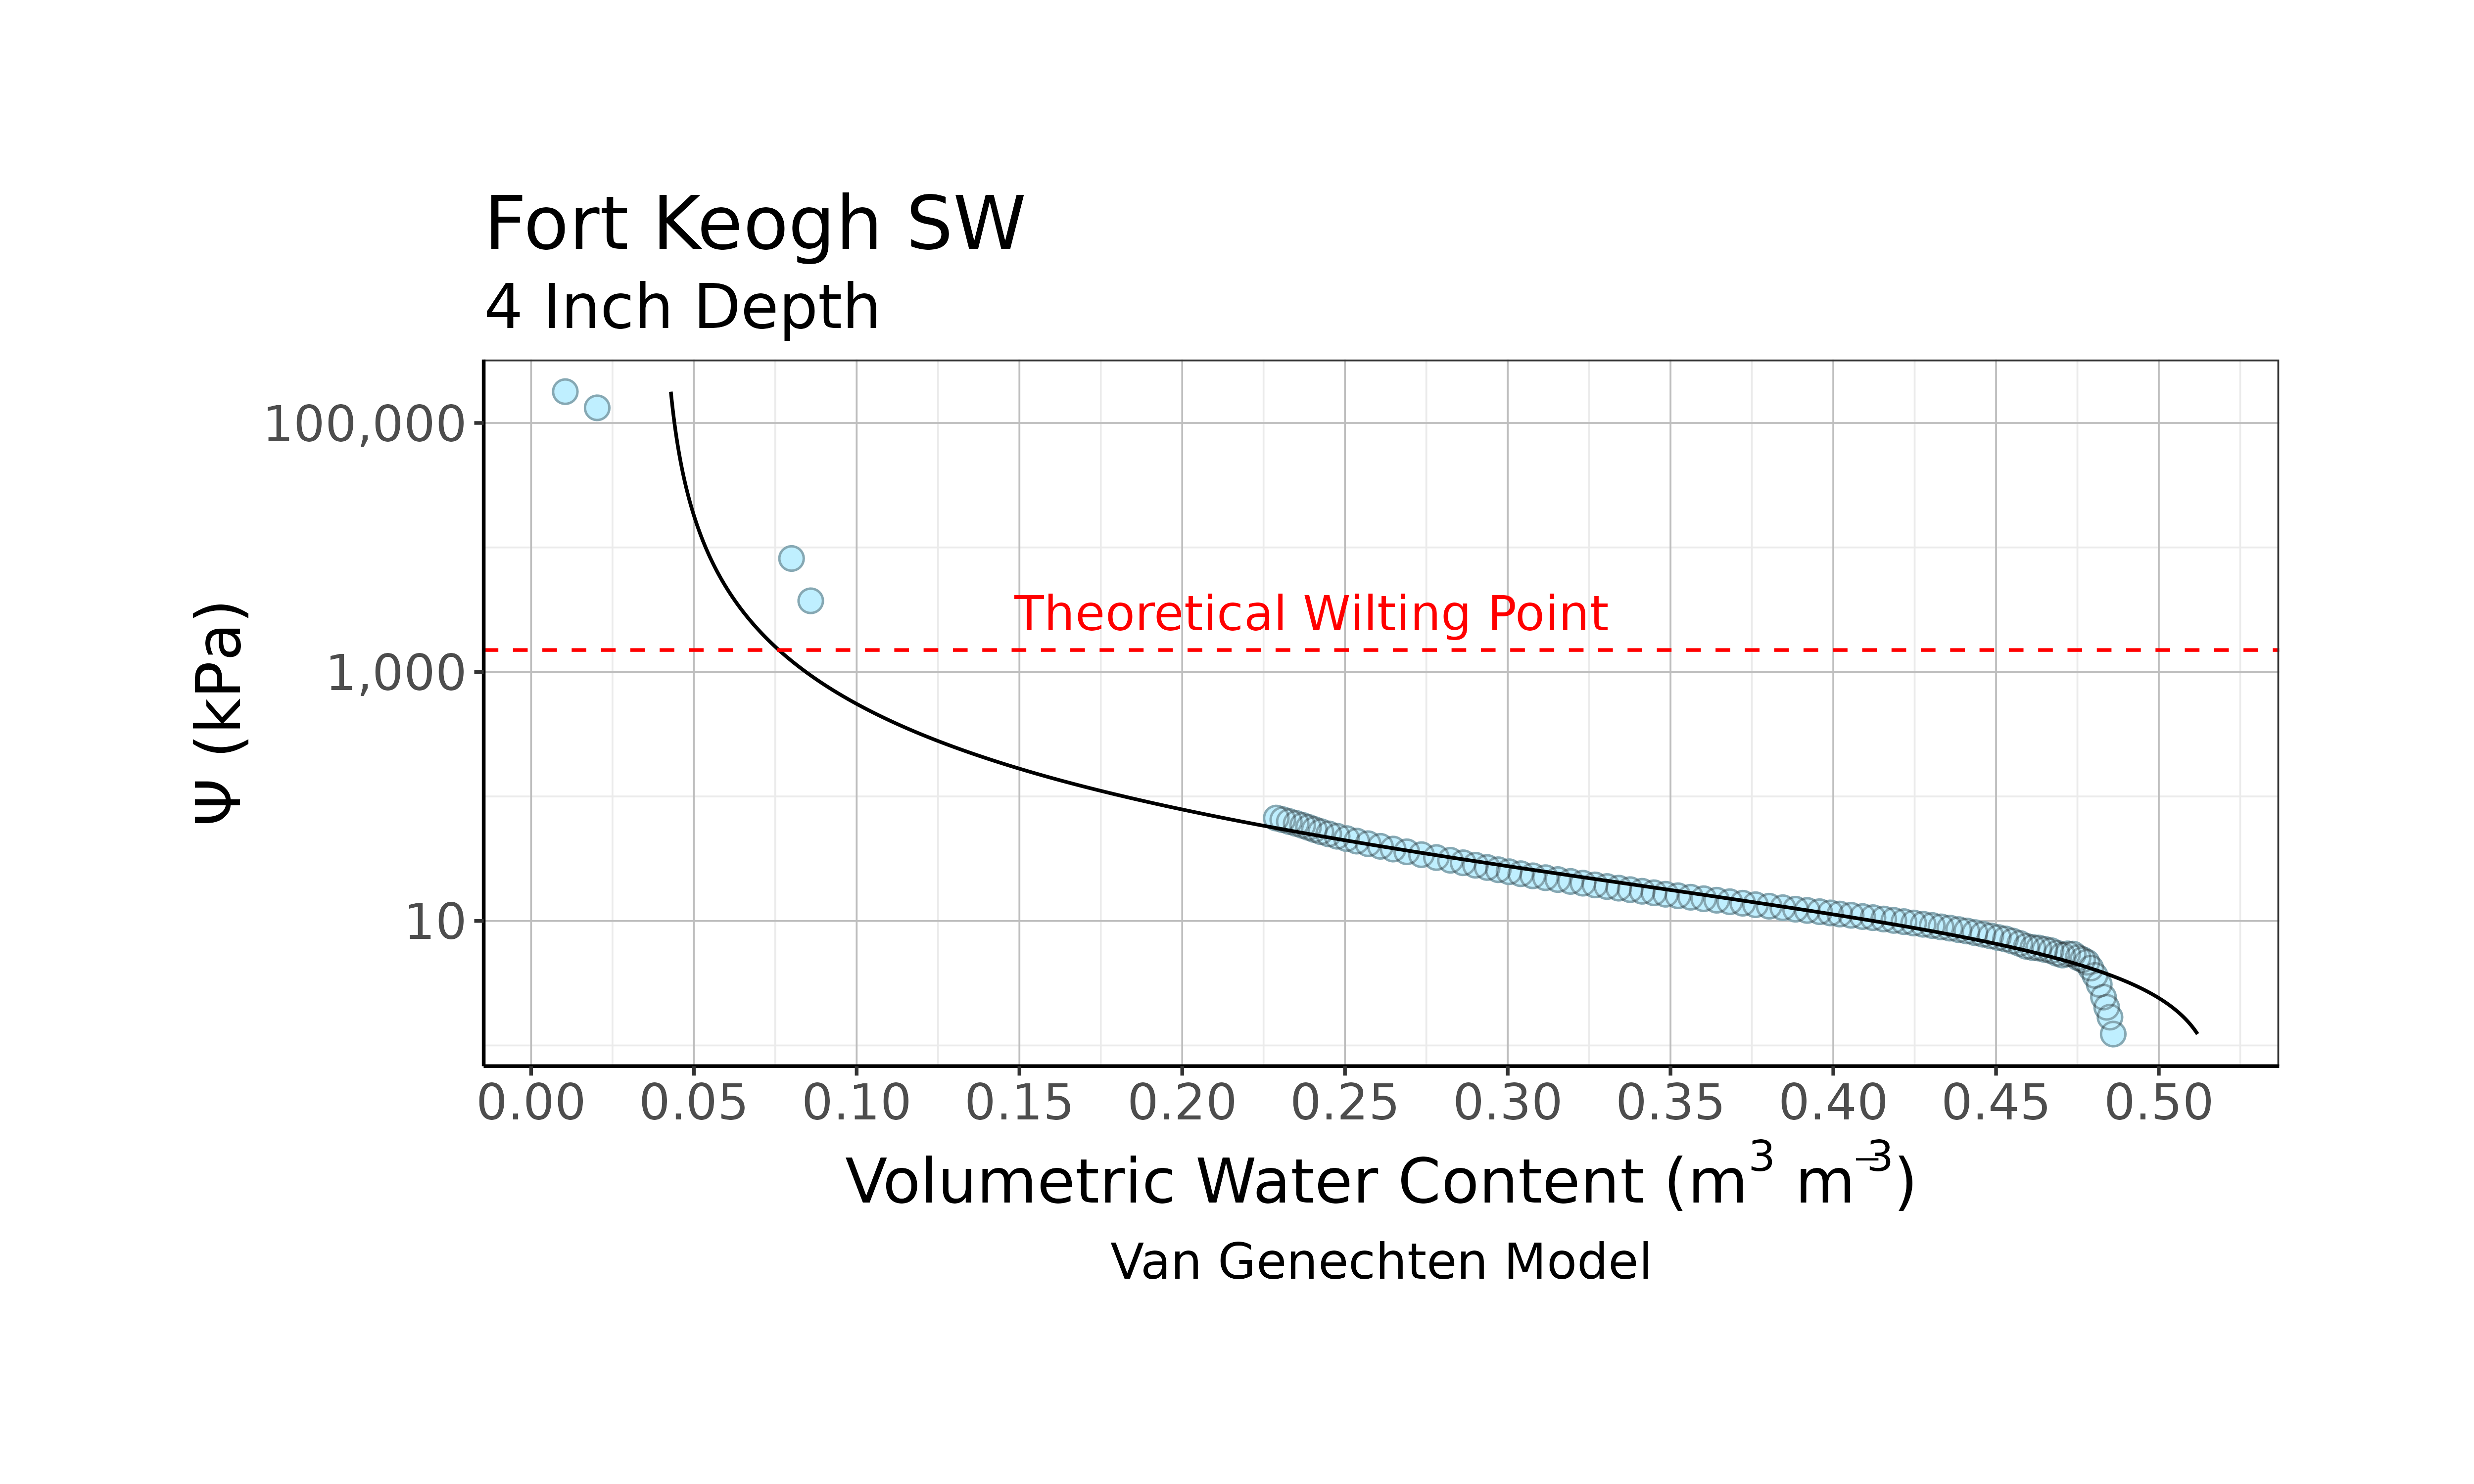 Fort Keogh SW
4 Inch Depth
Ψ (kPa)
100,000
1,000
10
Theoretical Wilting Point
0.00 0.05 0.10 0.15 0.20 0.25 0.30 0.35 0.40 0.45 0.50
Volumetric Water Content (m³ m⁻³)
Van Genechten Model